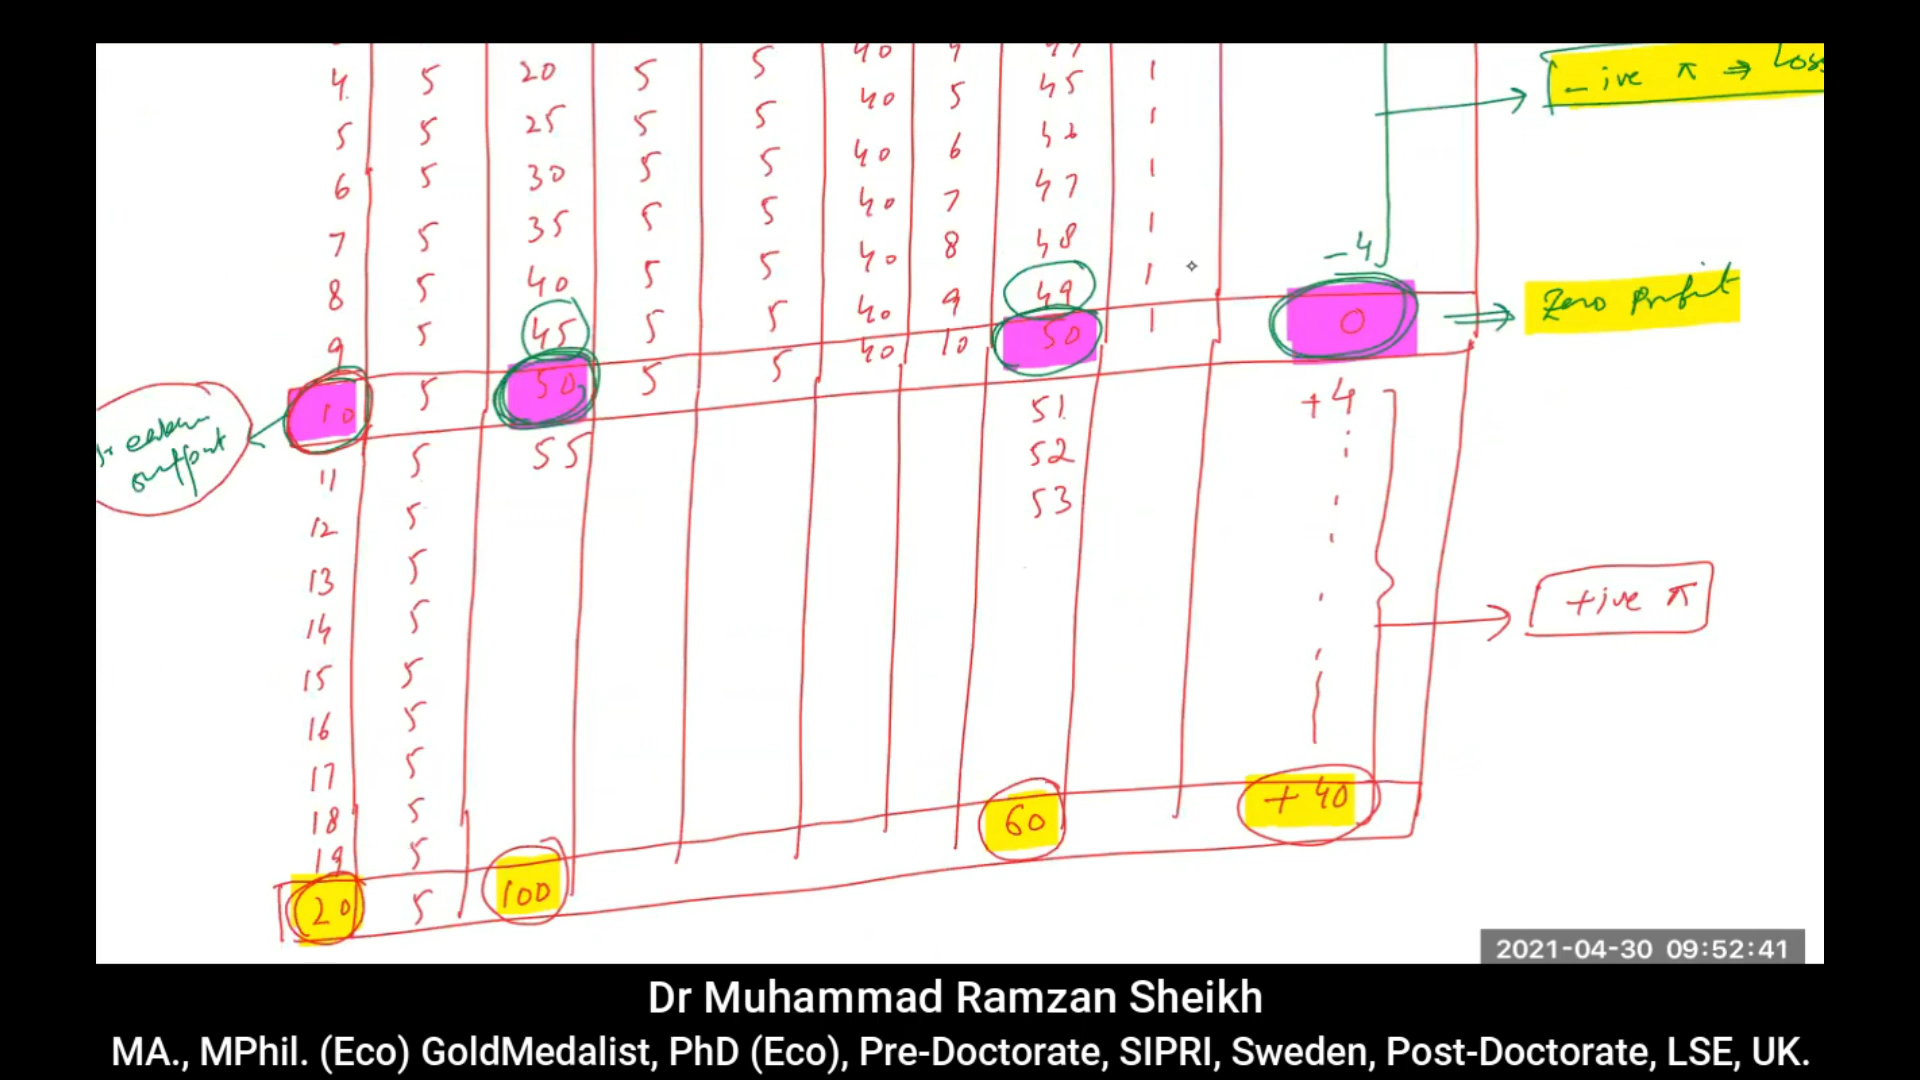 40 4 44
4 5 20 5 5 40 5 45 1
5 5 25 5 5 40 6 46 1
6 5 30 5 5 40 7 47 1
7 5 35 5 5 40 8 48 1
8 5 40 5 5 40 9 49 1 -4
9 5 45 5 5 40 10 50 1 0
10 5 50 5 5
11 5 55 51 +4
12 5 52
13 5 53
14 5
15 5
16 5
17 5
18 5
19 5
20 5 100 60 +40
-ive π ⇒ Loss
⇒ Zero Profit
output
+ive π
2021-04-30 09:52:41
Dr Muhammad Ramzan Sheikh
MA., MPhil. (Eco) GoldMedalist, PhD (Eco), Pre-Doctorate, SIPRI, Sweden, Post-Doctorate, LSE, UK.